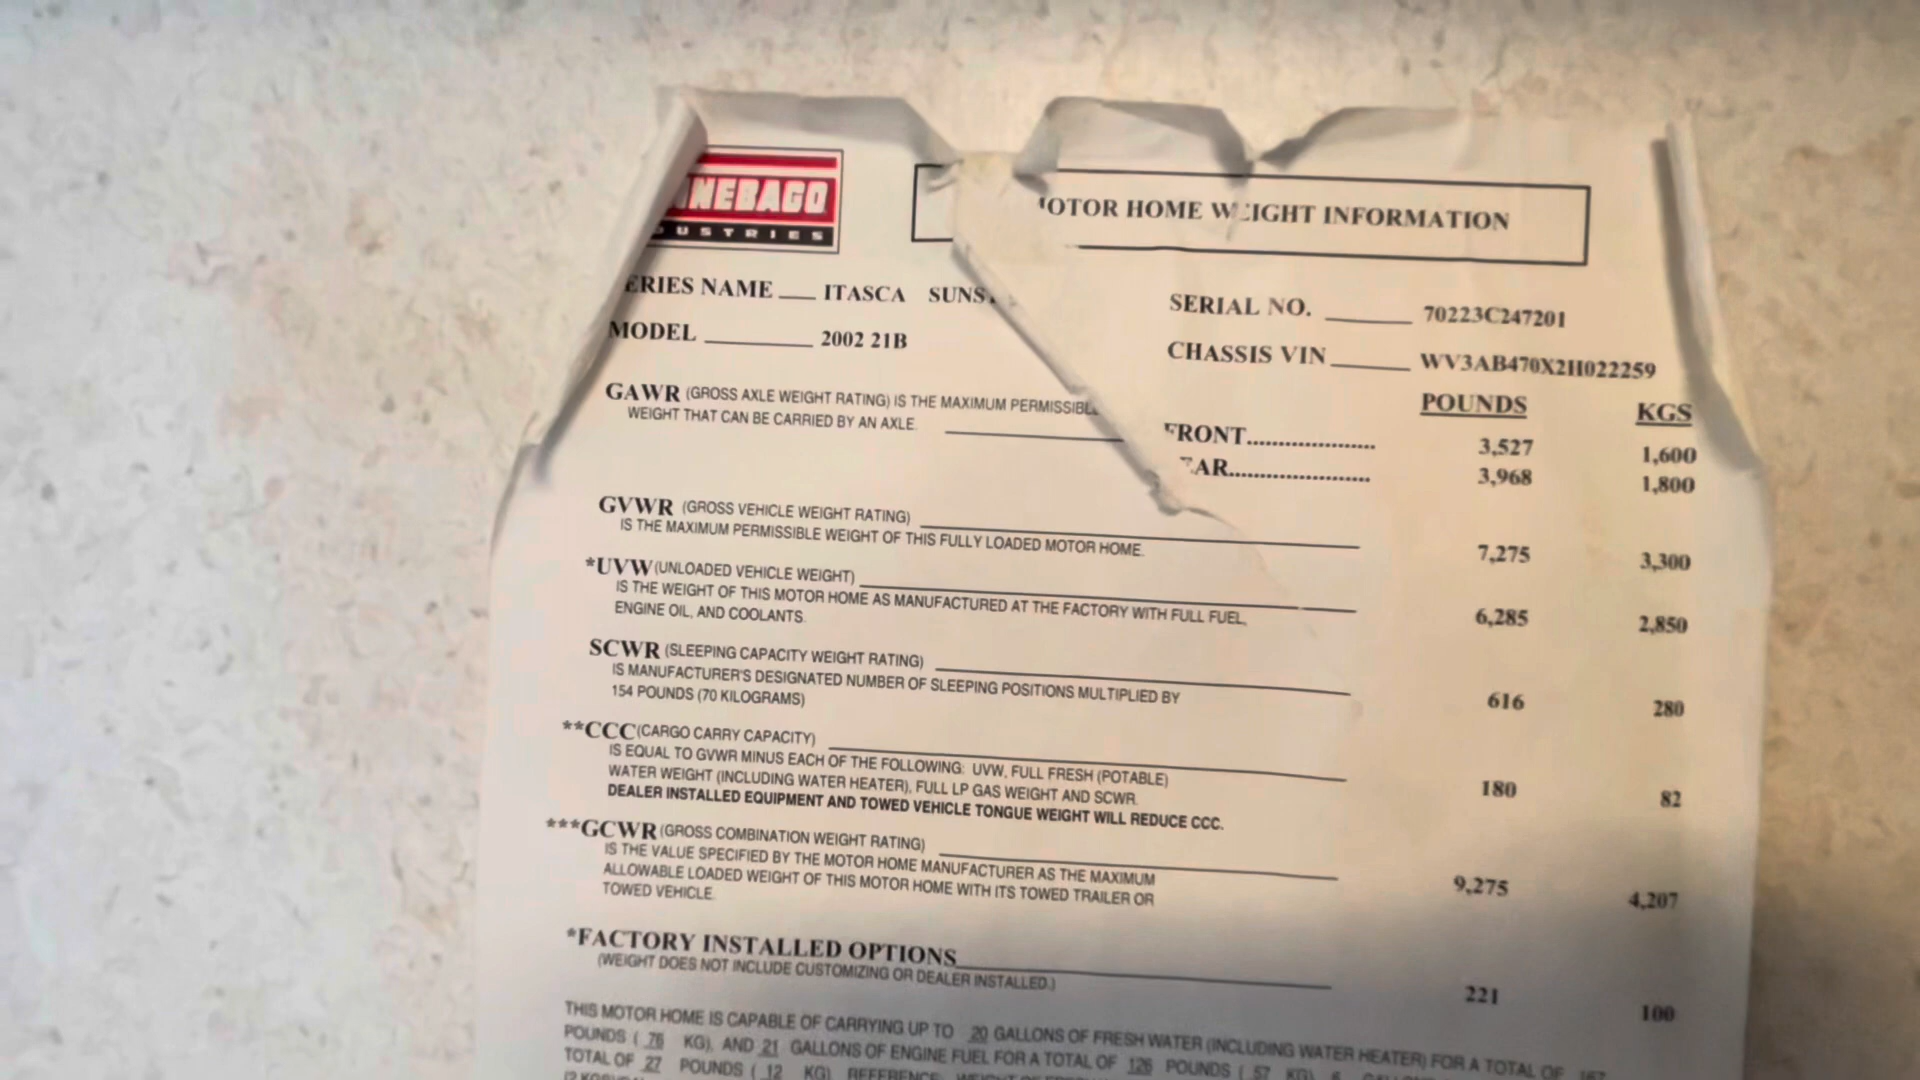 NEBAGO
USTRIES
OTOR HOME W EIGHT INFORMATION
ERIES NAME ___ ITASCA SUNS
SERIAL NO. ______ 70223C247201
MODEL ________ 2002 21B
CHASSIS VIN ______ WV3AB470X2H022259
POUNDS KGS
GAWR (GROSS AXLE WEIGHT RATING) IS THE MAXIMUM PERMISSIBL
WEIGHT THAT CAN BE CARRIED BY AN AXLE.
FRONT.................... 3,527 1,600
EAR...................... 3,968 1,800
GVWR (GROSS VEHICLE WEIGHT RATING)
IS THE MAXIMUM PERMISSIBLE WEIGHT OF THIS FULLY LOADED MOTOR HOME.
7,275 3,300
*UVW (UNLOADED VEHICLE WEIGHT)
IS THE WEIGHT OF THIS MOTOR HOME AS MANUFACTURED AT THE FACTORY WITH FULL FUEL,
ENGINE OIL, AND COOLANTS.
6,285 2,850
SCWR (SLEEPING CAPACITY WEIGHT RATING)
IS MANUFACTURER'S DESIGNATED NUMBER OF SLEEPING POSITIONS MULTIPLIED BY
154 POUNDS (70 KILOGRAMS)
616 280
**CCC (CARGO CARRY CAPACITY)
IS EQUAL TO GVWR MINUS EACH OF THE FOLLOWING: UVW, FULL FRESH (POTABLE)
WATER WEIGHT (INCLUDING WATER HEATER), FULL LP GAS WEIGHT AND SCWR.
DEALER INSTALLED EQUIPMENT AND TOWED VEHICLE TONGUE WEIGHT WILL REDUCE CCC.
180 82
***GCWR (GROSS COMBINATION WEIGHT RATING)
IS THE VALUE SPECIFIED BY THE MOTOR HOME MANUFACTURER AS THE MAXIMUM
ALLOWABLE LOADED WEIGHT OF THIS MOTOR HOME WITH ITS TOWED TRAILER OR
TOWED VEHICLE.
9,275 4,207
*FACTORY INSTALLED OPTIONS
(WEIGHT DOES NOT INCLUDE CUSTOMIZING OR DEALER INSTALLED.)
221 100
THIS MOTOR HOME IS CAPABLE OF CARRYING UP TO 20 GALLONS OF FRESH WATER (INCLUDING WATER HEATER) FOR A TOTAL OF 167
POUNDS ( 76 KG), AND 21 GALLONS OF ENGINE FUEL FOR A TOTAL OF 126 POUNDS ( 57 KG) 6
TOTAL OF 27 POUNDS ( 12 KG)